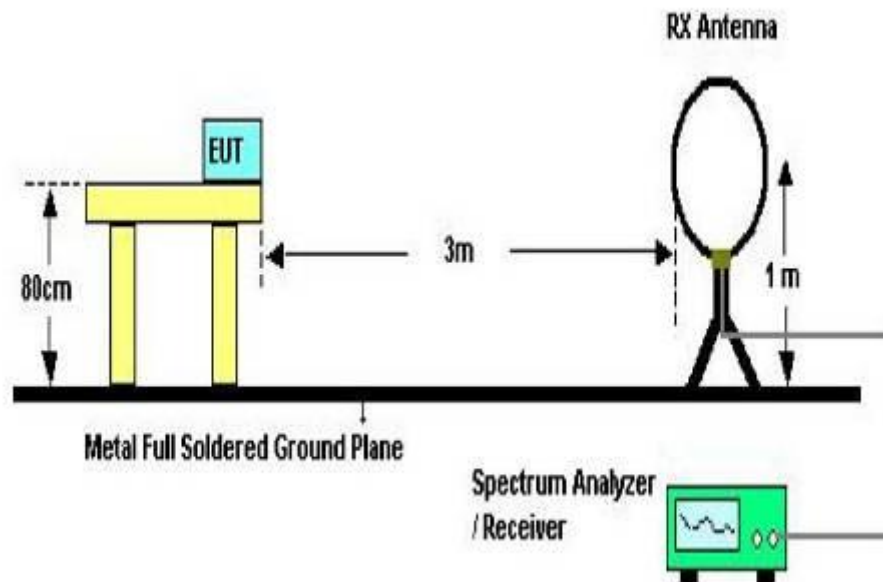 RX Antenna
EUT
3m
80cm
1 m
Metal Full Soldered Ground Plane
Spectrum Analyzer
/ Receiver